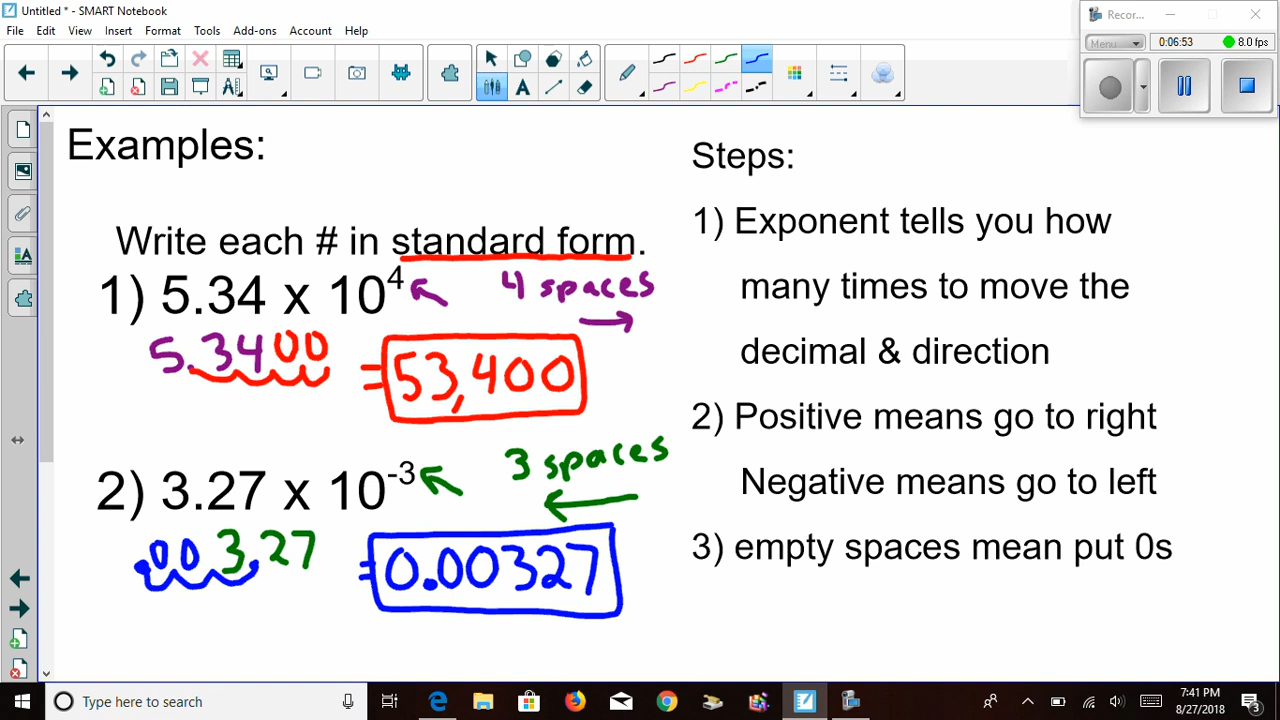 Untitled * - SMART Notebook
File Edit View Insert Format Tools Add-ons Account Help
Recor...
Menu 00:06:53 8.0 fps
Examples:
Write each # in standard form.
1) 5.34 x 10⁴ 4 spaces
5.3400 = 53,400
2) 3.27 x 10⁻³ 3 spaces
.003.27 = 0.00327
Steps:
1) Exponent tells you how
many times to move the
decimal & direction
2) Positive means go to right
Negative means go to left
3) empty spaces mean put 0s
Type here to search
7:41 PM
8/27/2018
3